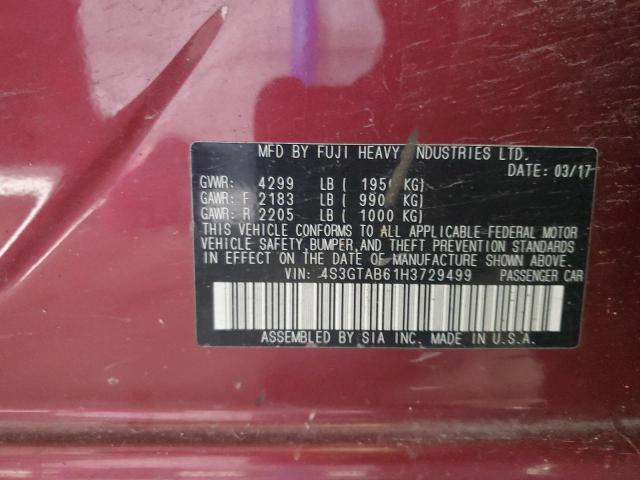 MFD BY FUJI HEAVY INDUSTRIES LTD.
DATE: 03/17
GVWR: 4299 LB ( 1950 KG)
GAWR: F 2183 LB ( 990 KG)
GAWR: R 2205 LB ( 1000 KG)
THIS VEHICLE CONFORMS TO ALL APPLICABLE FEDERAL MOTOR
VEHICLE SAFETY, BUMPER, AND THEFT PREVENTION STANDARDS
IN EFFECT ON THE DATE OF MANUFACTURE SHOWN ABOVE.
VIN: 4S3GTAB61H3729499 PASSENGER CAR
ASSEMBLED BY SIA INC. MADE IN U.S.A.